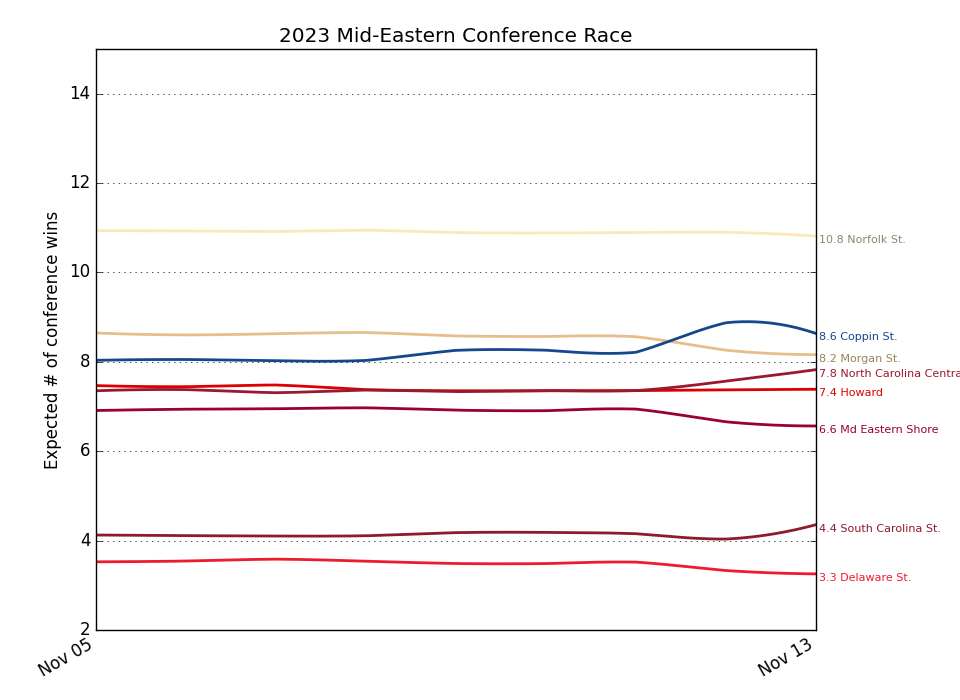 2023 Mid-Eastern Conference Race
Expected # of conference wins
14
12
10
8
6
4
2
Nov 05
Nov 13
10.8 Norfolk St.
8.6 Coppin St.
8.2 Morgan St.
7.8 North Carolina Centra
7.4 Howard
6.6 Md Eastern Shore
4.4 South Carolina St.
3.3 Delaware St.